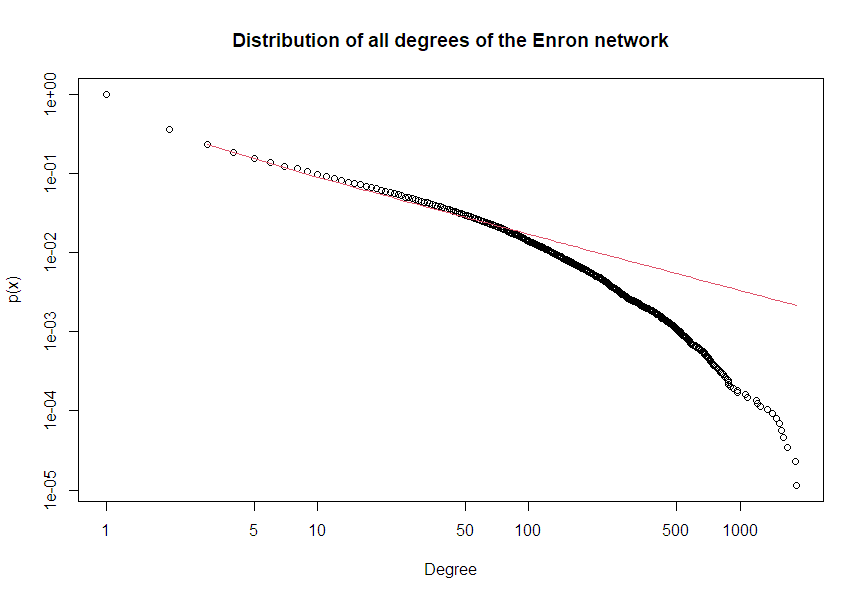 Distribution of all degrees of the Enron network
p(x)
1e+00
1e-01
1e-02
1e-03
1e-04
1e-05
1 5 10 50 100 500 1000
Degree